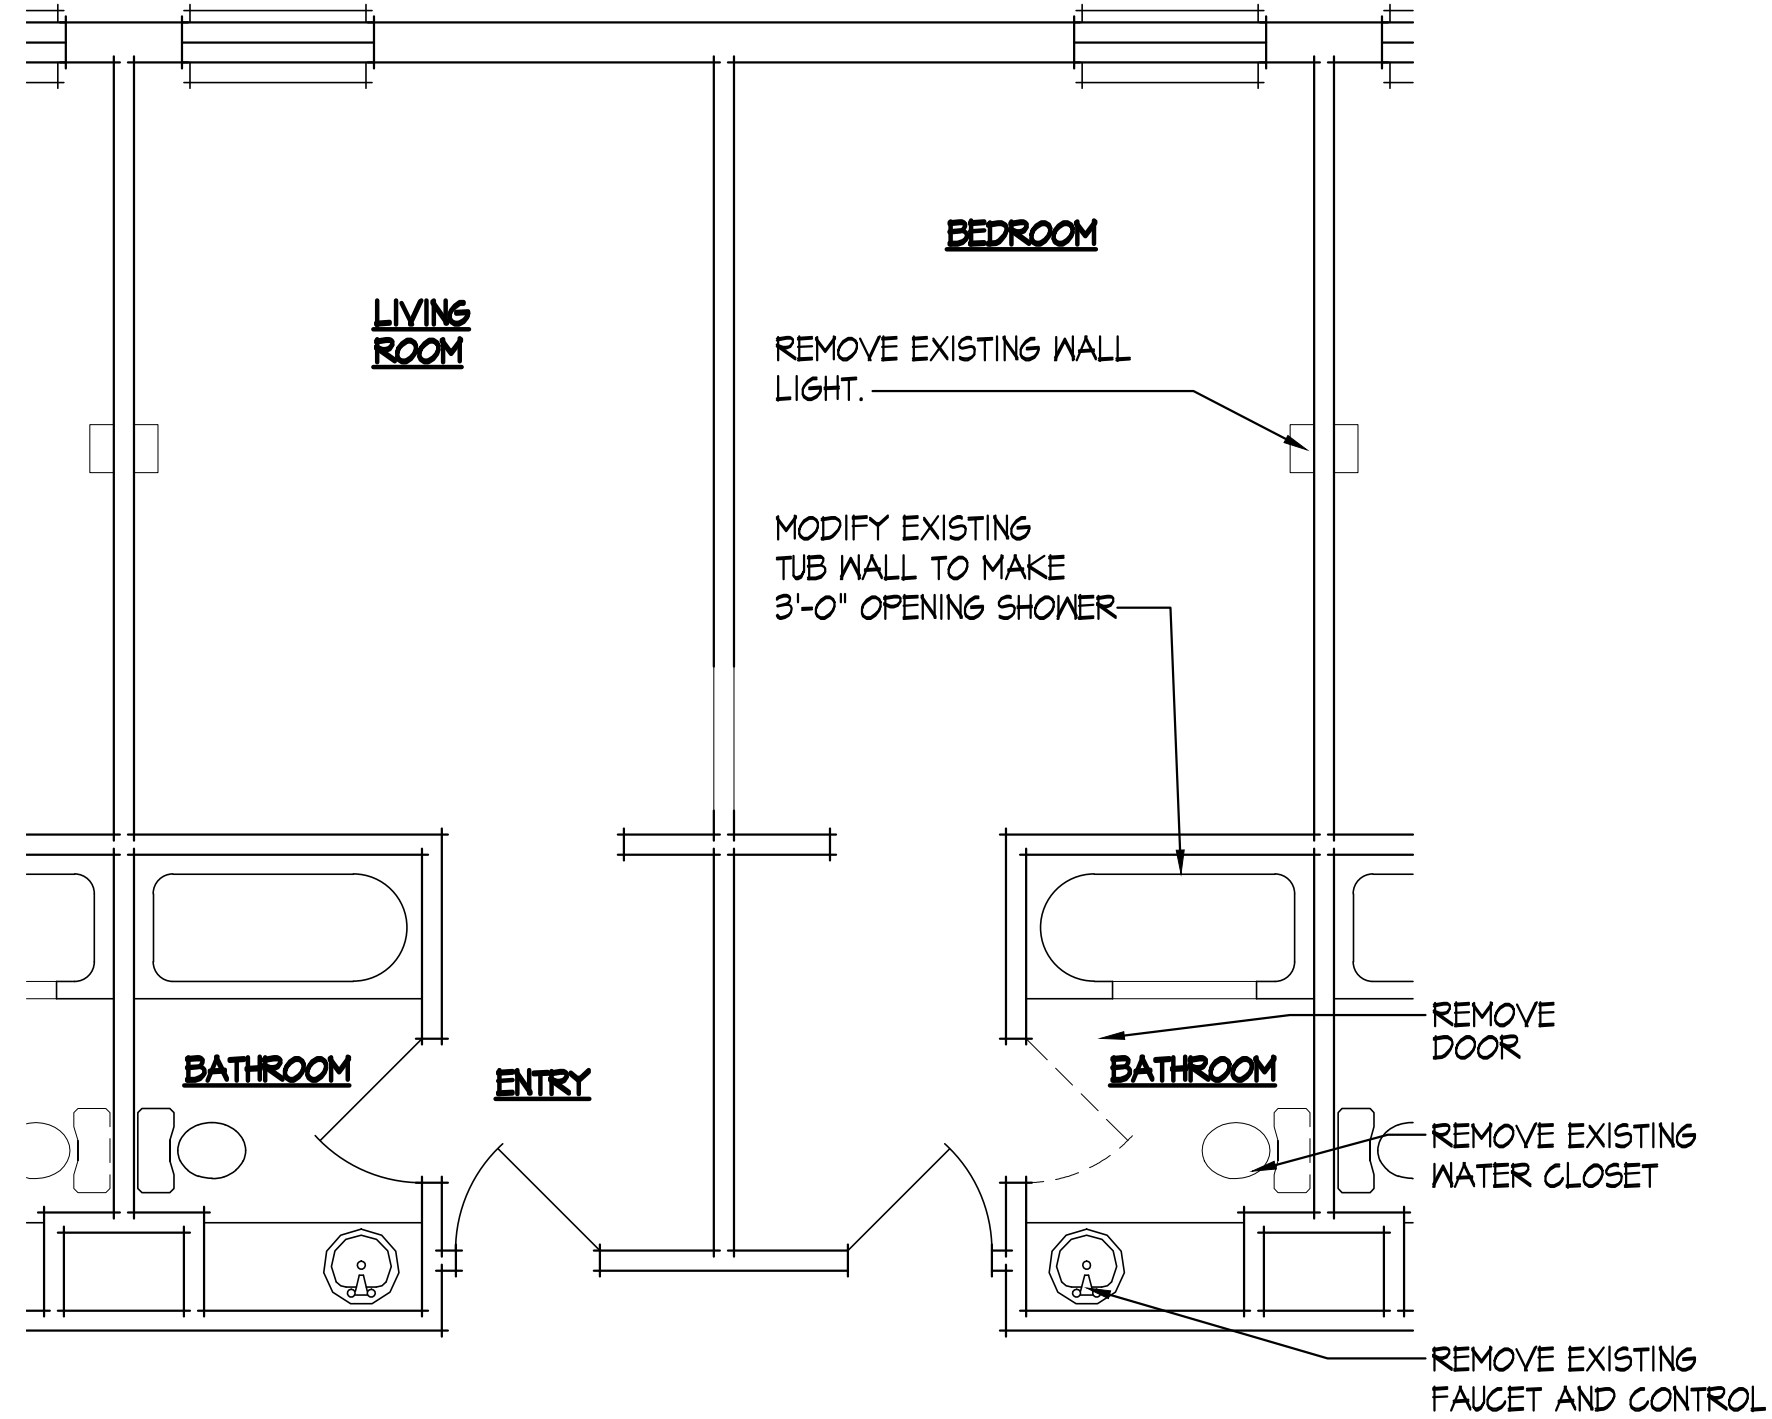 BEDROOM
LIVING
ROOM
REMOVE EXISTING WALL
LIGHT.
MODIFY EXISTING
TUB WALL TO MAKE
3'-0" OPENING SHOWER
REMOVE
DOOR
BATHROOM
ENTRY
BATHROOM
REMOVE EXISTING
WATER CLOSET
REMOVE EXISTING
FAUCET AND CONTROL